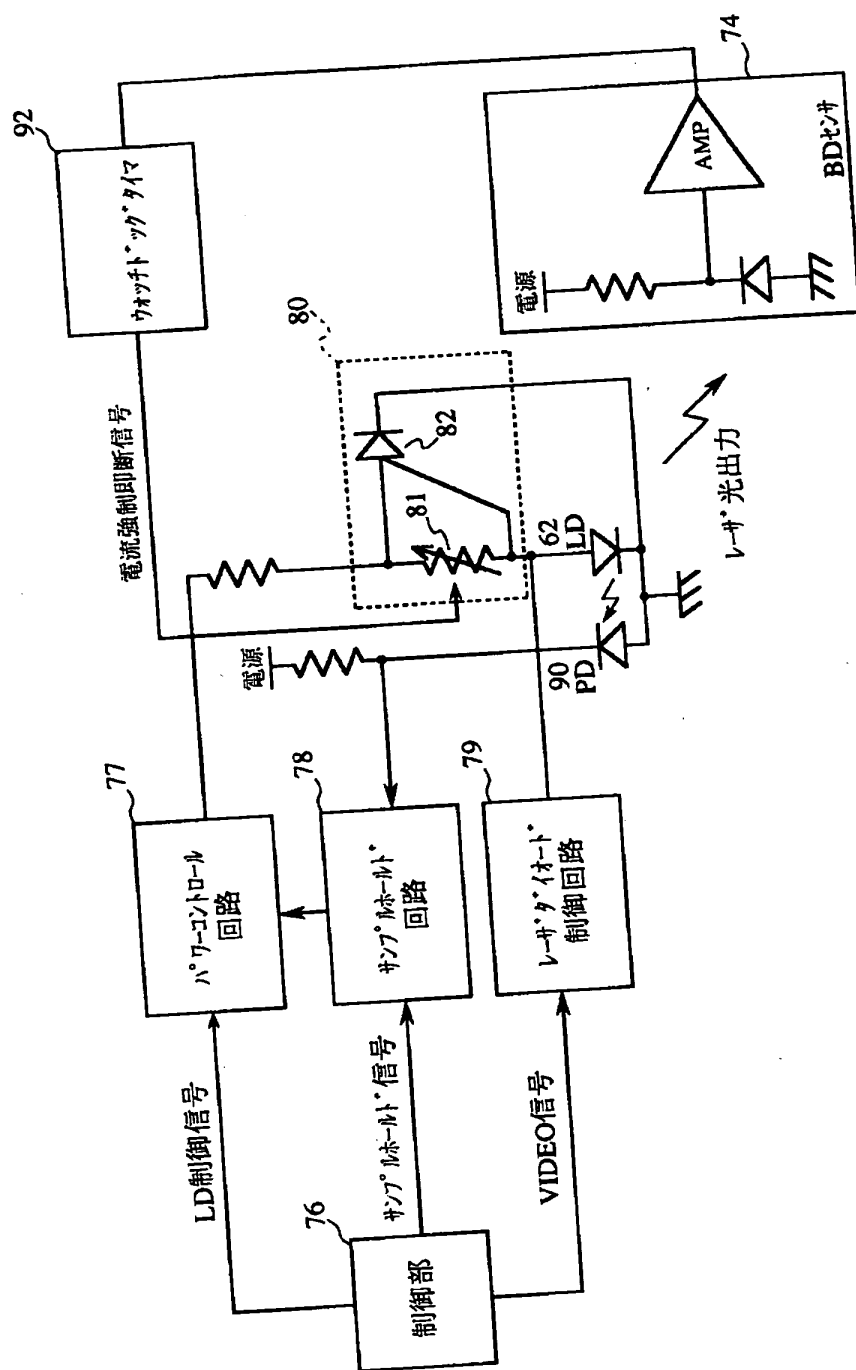 92
ウォッチドッグタイマ
電流強制即断信号
74
AMP
電源
BDセンサ
80
82
81
62
LD
レーザ光出力
電源
90
PD
77
パワーコントロール
回路
78
サンプルホールド
回路
79
レーザダイオード
制御回路
LD制御信号
サンプルホールド信号
VIDEO信号
76
制御部